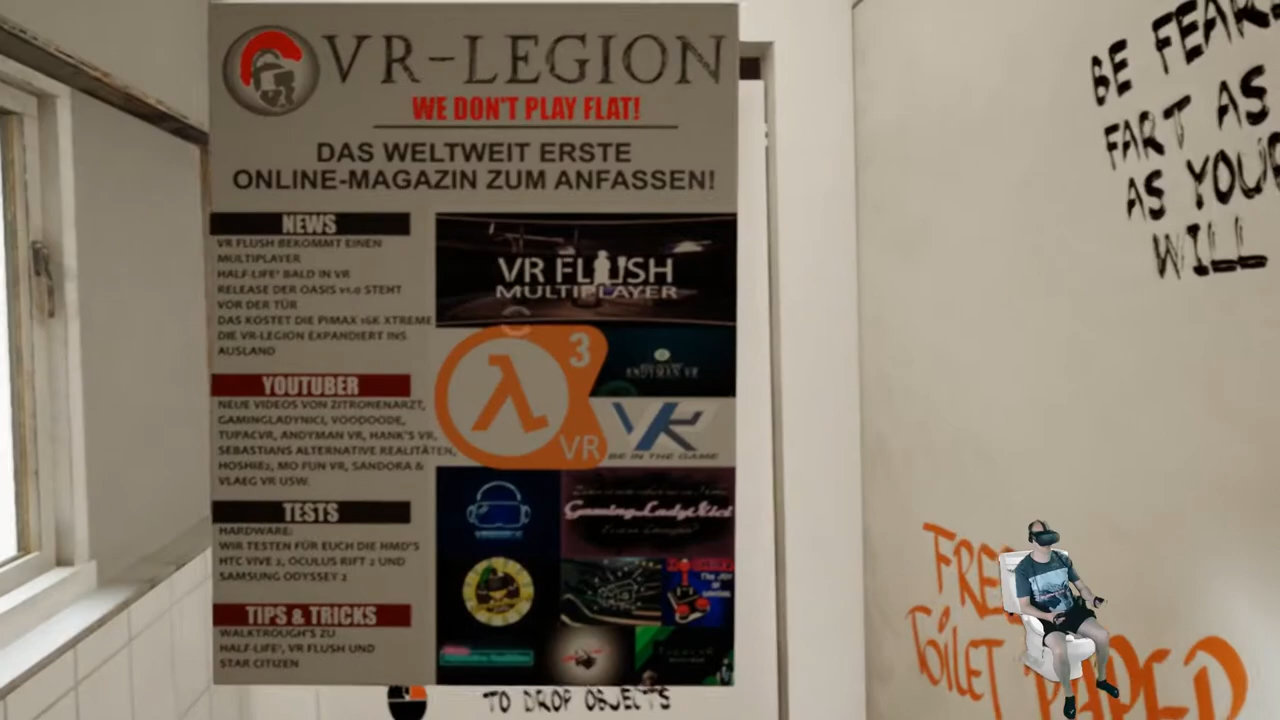 VR-LEGION
WE DON'T PLAY FLAT!
DAS WELTWEIT ERSTE
ONLINE-MAGAZIN ZUM ANFASSEN!
NEWS
VR FLUSH BEKOMMT EINEN
MULTIPLAYER
HALF-LIFE³ BALD IN VR
RELEASE DER OASIS V1.0 STEHT
VOR DER TÜR
DAS KOSTET DIE PIMAX 16K XTREME
DIE VR-LEGION EXPANDIERT INS
AUSLAND
YOUTUBER
NEUE VIDEOS VON ZITRONENARZT,
GAMINGLADYNICI, VOODOODE,
TUPACVR, ANDYMAN VR, HANK'S VR,
SEBASTIANS ALTERNATIVE REALITÄTEN,
HOSHI82, MO FUN VR, SANDORA &
VLAEG VR USW.
TESTS
HARDWARE:
WIR TESTEN FÜR EUCH DIE HMD'S
HTC VIVE 2, OCULUS RIFT 2 UND
SAMSUNG ODYSSEY 2
TIPS & TRICKS
WALKTROUGH'S ZU
HALF-LIFE³, VR FLUSH UND
STAR CITIZEN
VR FLUSH
MULTIPLAYER
λ 3
VR
ANDYMAN VR
VR
BE IN THE GAME
GamingLadyNici
TO DROP OBJECTS
BE
FART AS
AS YOUR
WILL
FREE
TOILET PAPER